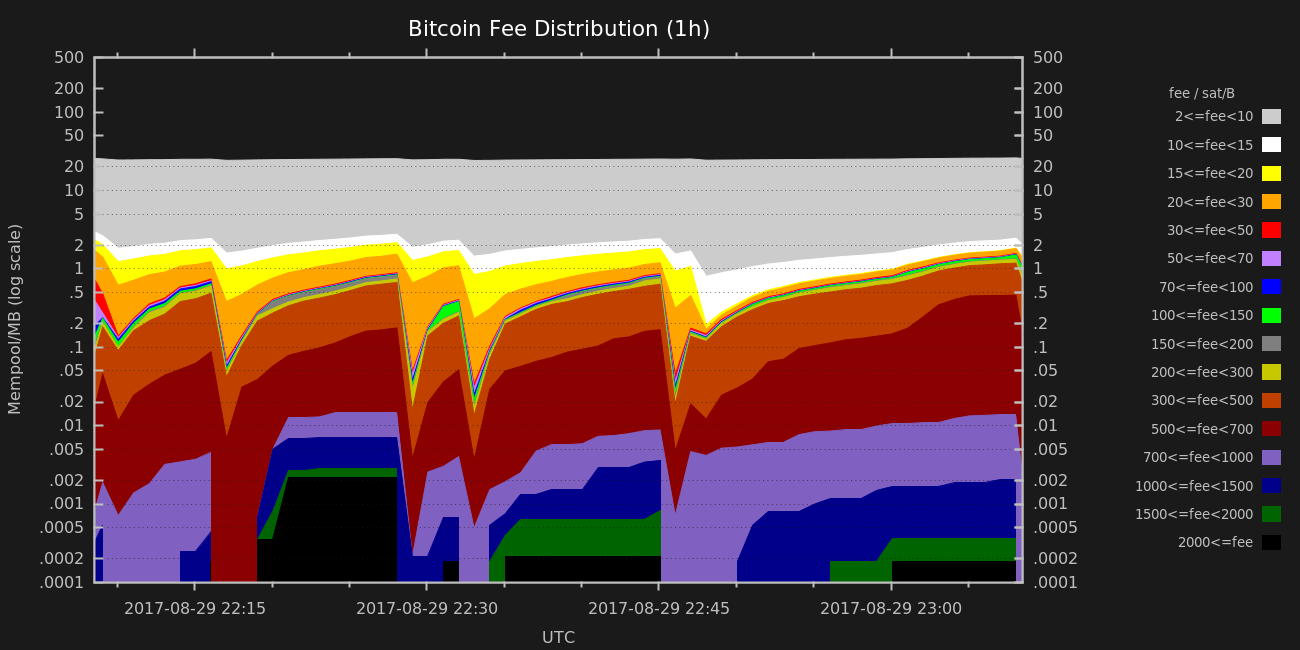 Bitcoin Fee Distribution (1h)
500 500
200 200
100 100
50 50
20 20
10 10
5 5
2 2
1 1
.5 .5
.2 .2
.1 .1
.05 .05
.02 .02
.01 .01
.005 .005
.002 .002
.001 .001
.0005 .0005
.0002 .0002
.0001 .0001
Mempool/MB (log scale)
2017-08-29 22:15 2017-08-29 22:30 2017-08-29 22:45 2017-08-29 23:00
UTC
fee / sat/B
2<=fee<10
10<=fee<15
15<=fee<20
20<=fee<30
30<=fee<50
50<=fee<70
70<=fee<100
100<=fee<150
150<=fee<200
200<=fee<300
300<=fee<500
500<=fee<700
700<=fee<1000
1000<=fee<1500
1500<=fee<2000
2000<=fee